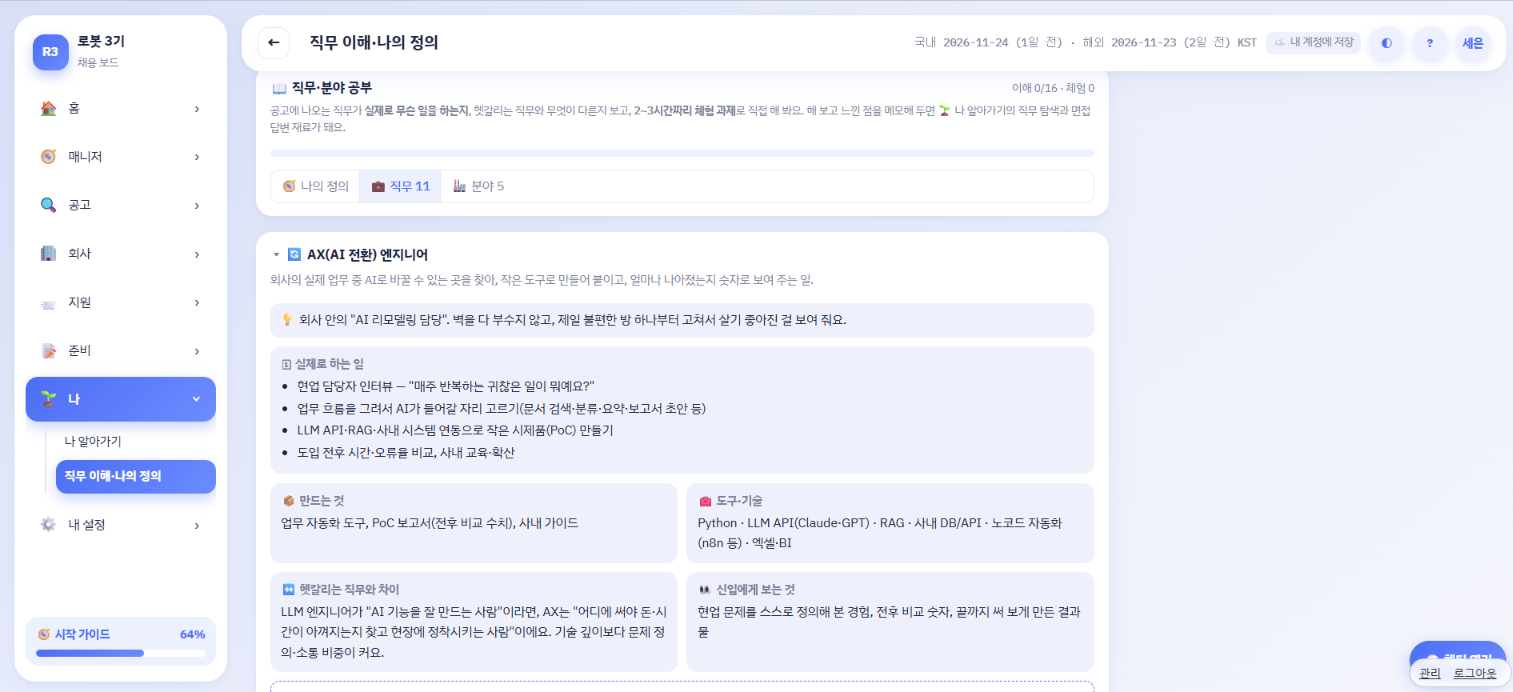 R3
로봇 3기
채용 보드
홈
매니저
공고
회사
지원
준비
나
나 알아가기
직무 이해·나의 정의
내 설정
시작 가이드 64%
직무 이해·나의 정의
국내 2026-11-24 (1일 전) · 해외 2026-11-23 (2일 전) KST
내 계정에 저장
?
세은
직무·분야 공부
이해 0/16 · 체험 0
공고에 나오는 직무가 실제로 무슨 일을 하는지, 헷갈리는 직무와 무엇이 다른지 보고, 2~3시간짜리 체험 과제로 직접 해 봐요. 해 보고 느낀 점을 메모해 두면 🌱 나 알아가기의 직무 탐색과 면접
답변 재료가 돼요.
나의 정의
직무 11
분야 5
AX(AI 전환) 엔지니어
회사의 실제 업무 중 AI로 바꿀 수 있는 곳을 찾아, 작은 도구로 만들어 붙이고, 얼마나 나아졌는지 숫자로 보여 주는 일.
회사 안의 "AI 리모델링 담당". 벽을 다 부수지 않고, 제일 불편한 방 하나부터 고쳐서 살기 좋아진 걸 보여 줘요.
실제로 하는 일
현업 담당자 인터뷰 — "매주 반복하는 귀찮은 일이 뭐예요?"
업무 흐름을 그려서 AI가 들어갈 자리 고르기(문서 검색·분류·요약·보고서 초안 등)
LLM API·RAG·사내 시스템 연동으로 작은 시제품(PoC) 만들기
도입 전후 시간·오류율 비교, 사내 교육·확산
만드는 것
업무 자동화 도구, PoC 보고서(전후 비교 수치), 사내 가이드
도구·기술
Python · LLM API(Claude·GPT) · RAG · 사내 DB/API · 노코드 자동화
(n8n 등) · 엑셀·BI
헷갈리는 직무와 차이
LLM 엔지니어가 "AI 기능을 잘 만드는 사람"이라면, AX는 "어디에 써야 돈·시
간이 아껴지는지 찾고 현장에 정착시키는 사람"이에요. 기술 깊이보다 문제 정
의·소통 비중이 커요.
신입에게 보는 것
현업 문제를 스스로 정의해 본 경험, 전후 비교 숫자, 끝까지 써 보게 만든 결과
물
관리
로그아웃